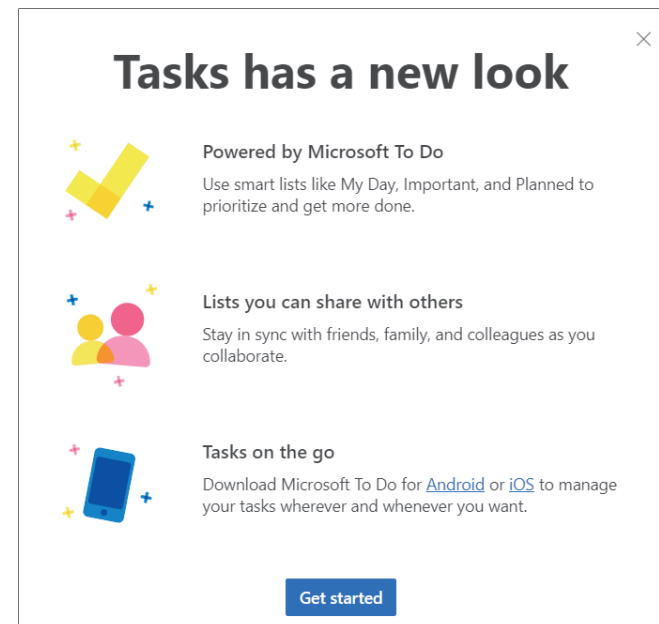 Tasks has a new look
Powered by Microsoft To Do
Use smart lists like My Day, Important, and Planned to
prioritize and get more done.
Lists you can share with others
Stay in sync with friends, family, and colleagues as you
collaborate.
Tasks on the go
Download Microsoft To Do for Android or iOS to manage
your tasks wherever and whenever you want.
Get started